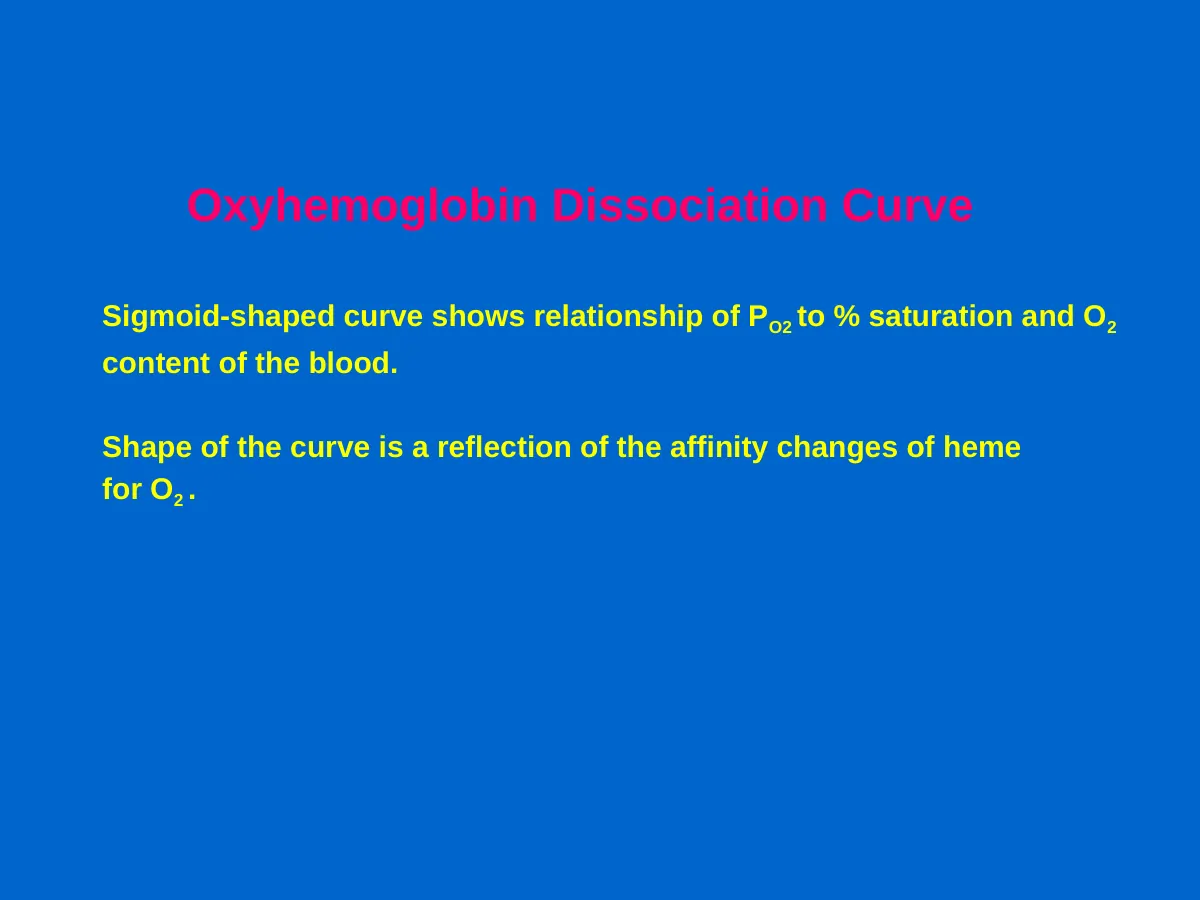 Oxyhemoglobin Dissociation Curve
Sigmoid-shaped curve shows relationship of PO2 to % saturation and O2
content of the blood.
Shape of the curve is a reflection of the affinity changes of heme
for O2 .